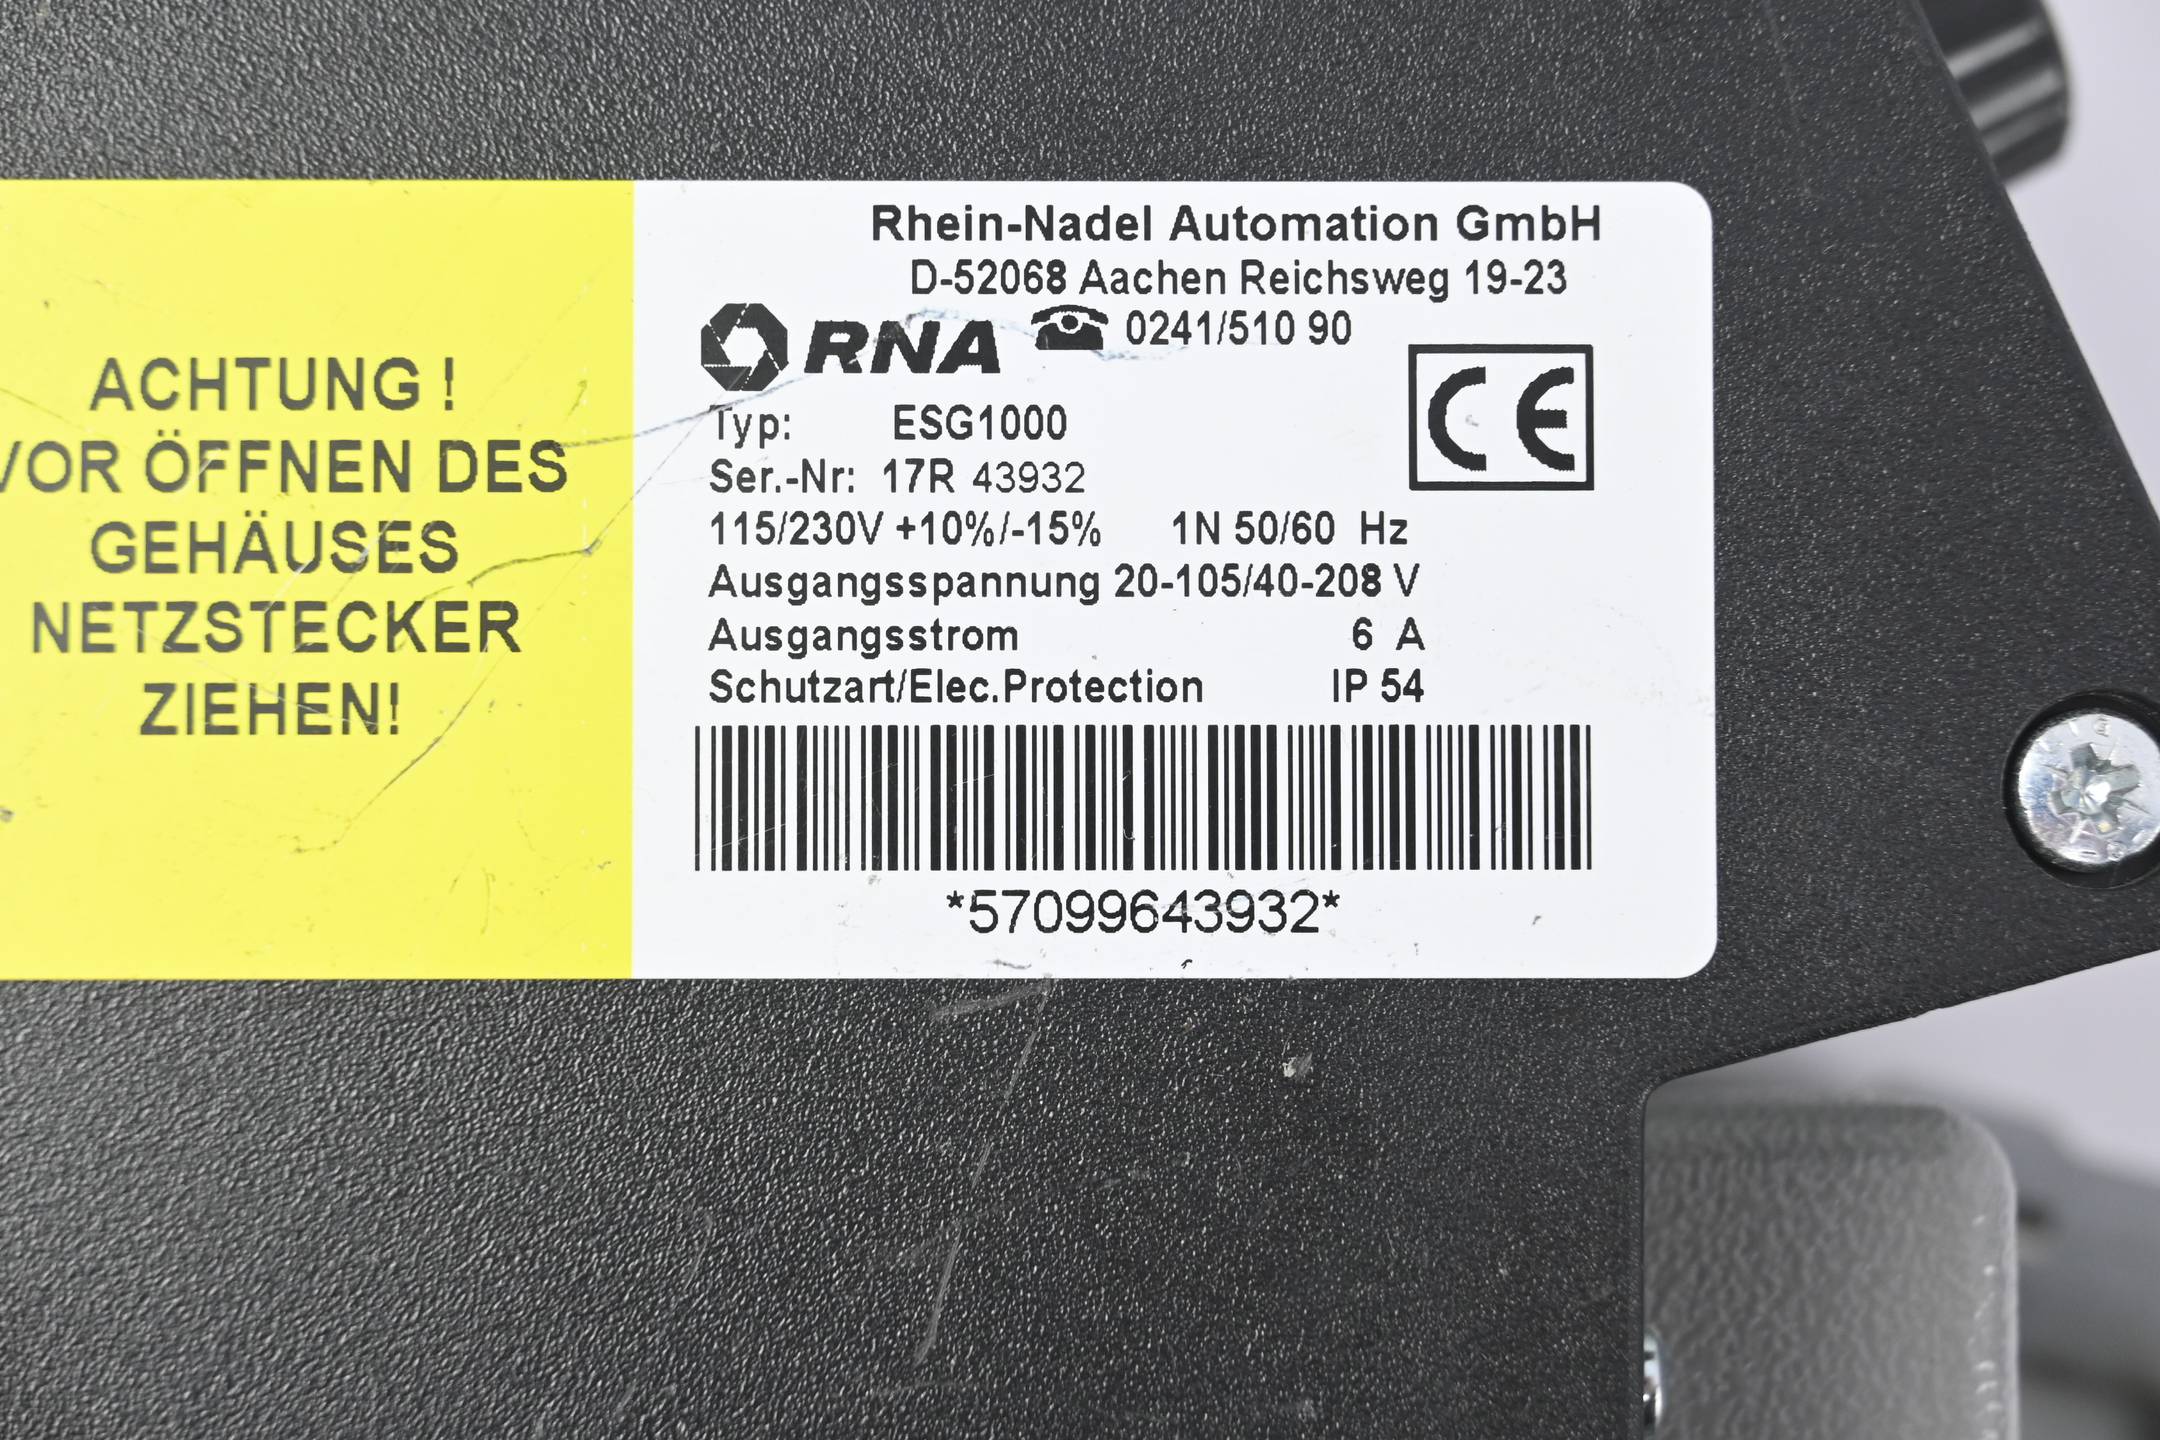 ACHTUNG !
VOR ÖFFNEN DES
GEHÄUSES
NETZSTECKER
ZIEHEN!
Rhein-Nadel Automation GmbH
D-52068 Aachen Reichsweg 19-23
RNA ☎ 0241/510 90
CE
Typ: ESG1000
Ser.-Nr: 17R 43932
115/230V +10%/-15% 1N 50/60 Hz
Ausgangsspannung 20-105/40-208 V
Ausgangsstrom 6 A
Schutzart/Elec.Protection IP 54
*57099643932*